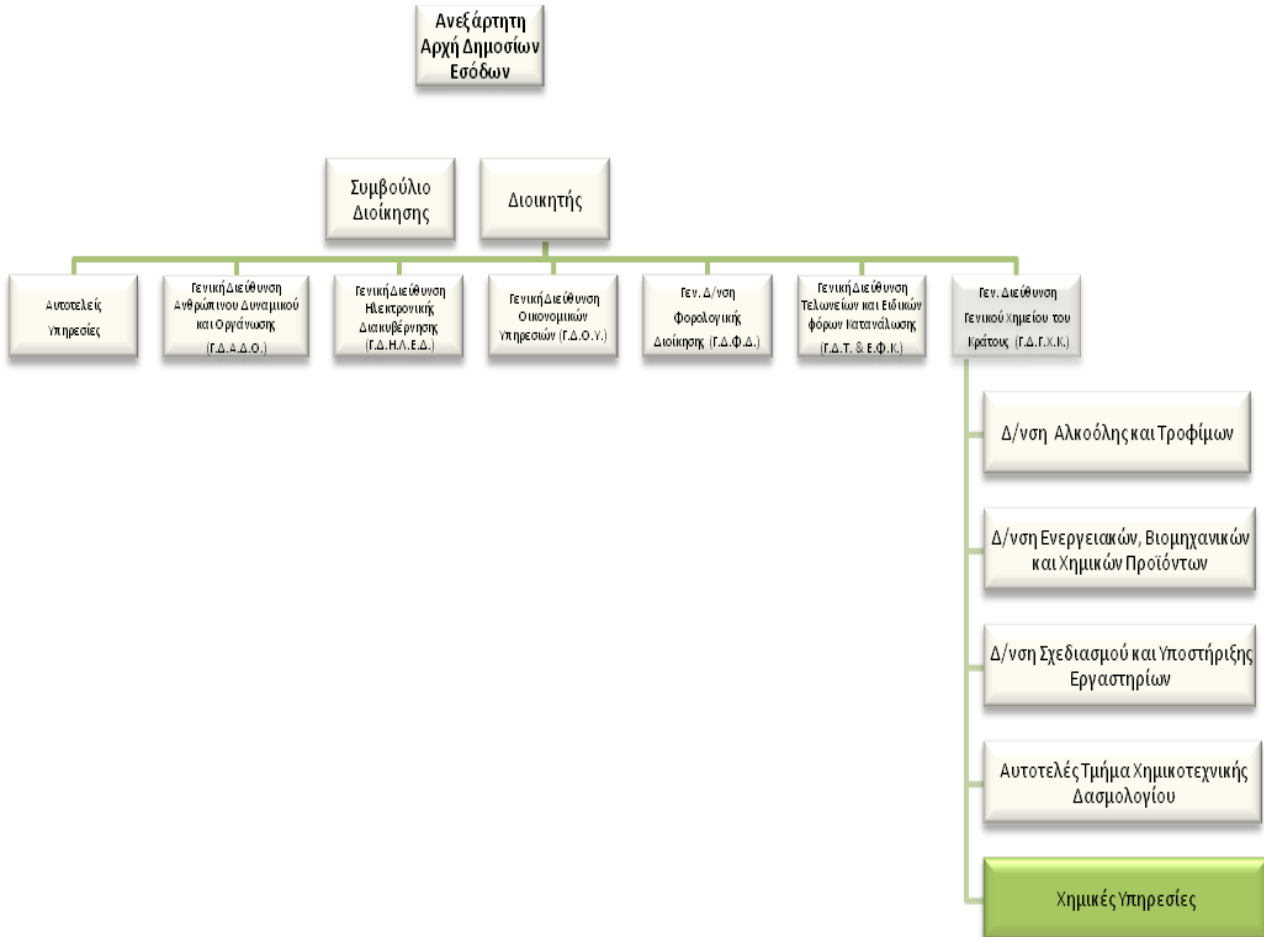 Ανεξάρτητη
Αρχή Δημοσίων
Εσόδων
Συμβούλιο
Διοίκησης
Διοικητής
Αυτοτελείς
Υπηρεσίες
Γενική Διεύθυνση
Ανθρώπινου Δυναμικού
και Οργάνωσης
(Γ.Δ.Α.Δ.Ο.)
Γενική Διεύθυνση
Ηλεκτρονικής
Διακυβέρνησης
(Γ.Δ.Η.Λ.Ε.Δ.)
Γενική Διεύθυνση
Οικονομικών
Υπηρεσιών (Γ.Δ.Ο.Υ.)
Γεν. Δ/νση
Φορολογικής
Διοίκησης (Γ.Δ.Φ.Δ.)
Γενική Διεύθυνση
Τελωνείων και Ειδικών
φόρων Κατανάλωσης
(Γ.Δ.Τ. & Ε.Φ.Κ.)
Γεν. Διεύθυνση
Γενικού Χημείου του
Κράτους (Γ.Δ.Γ.Χ.Κ.)
Δ/νση Αλκοόλης και Τροφίμων
Δ/νση Ενεργειακών, Βιομηχανικών
και Χημικών Προϊόντων
Δ/νση Σχεδιασμού και Υποστήριξης
Εργαστηρίων
Αυτοτελές Τμήμα Χημικοτεχνικής
Δασμολογίου
Χημικές Υπηρεσίες